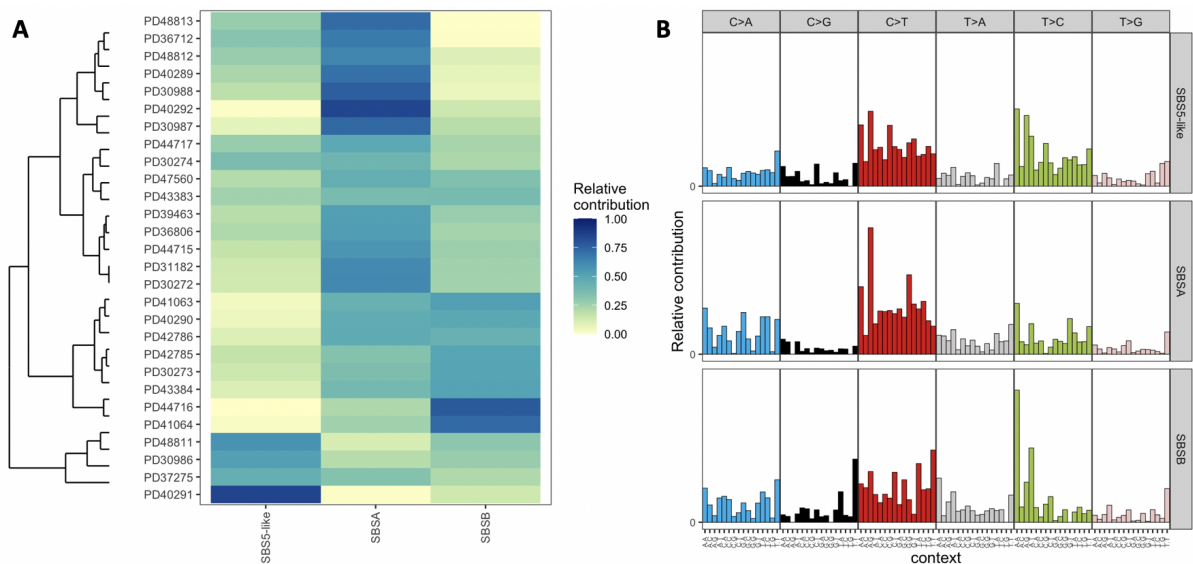 A
PD48813
PD36712
PD48812
PD40289
PD30988
PD40292
PD30987
PD44717
PD30274
PD47560
PD43383
PD39463
PD36806
PD44715
PD31182
PD30272
PD41063
PD40290
PD42786
PD42785
PD30273
PD43384
PD44716
PD41064
PD48811
PD30986
PD37275
PD40291
SBS5-like
SBSA
SBSB
Relative
contribution
1.00
0.75
0.50
0.25
0.00
B
C>A
C>G
C>T
T>A
T>C
T>G
SBS5-like
SBSA
SBSB
0
0
0
Relative contribution
context